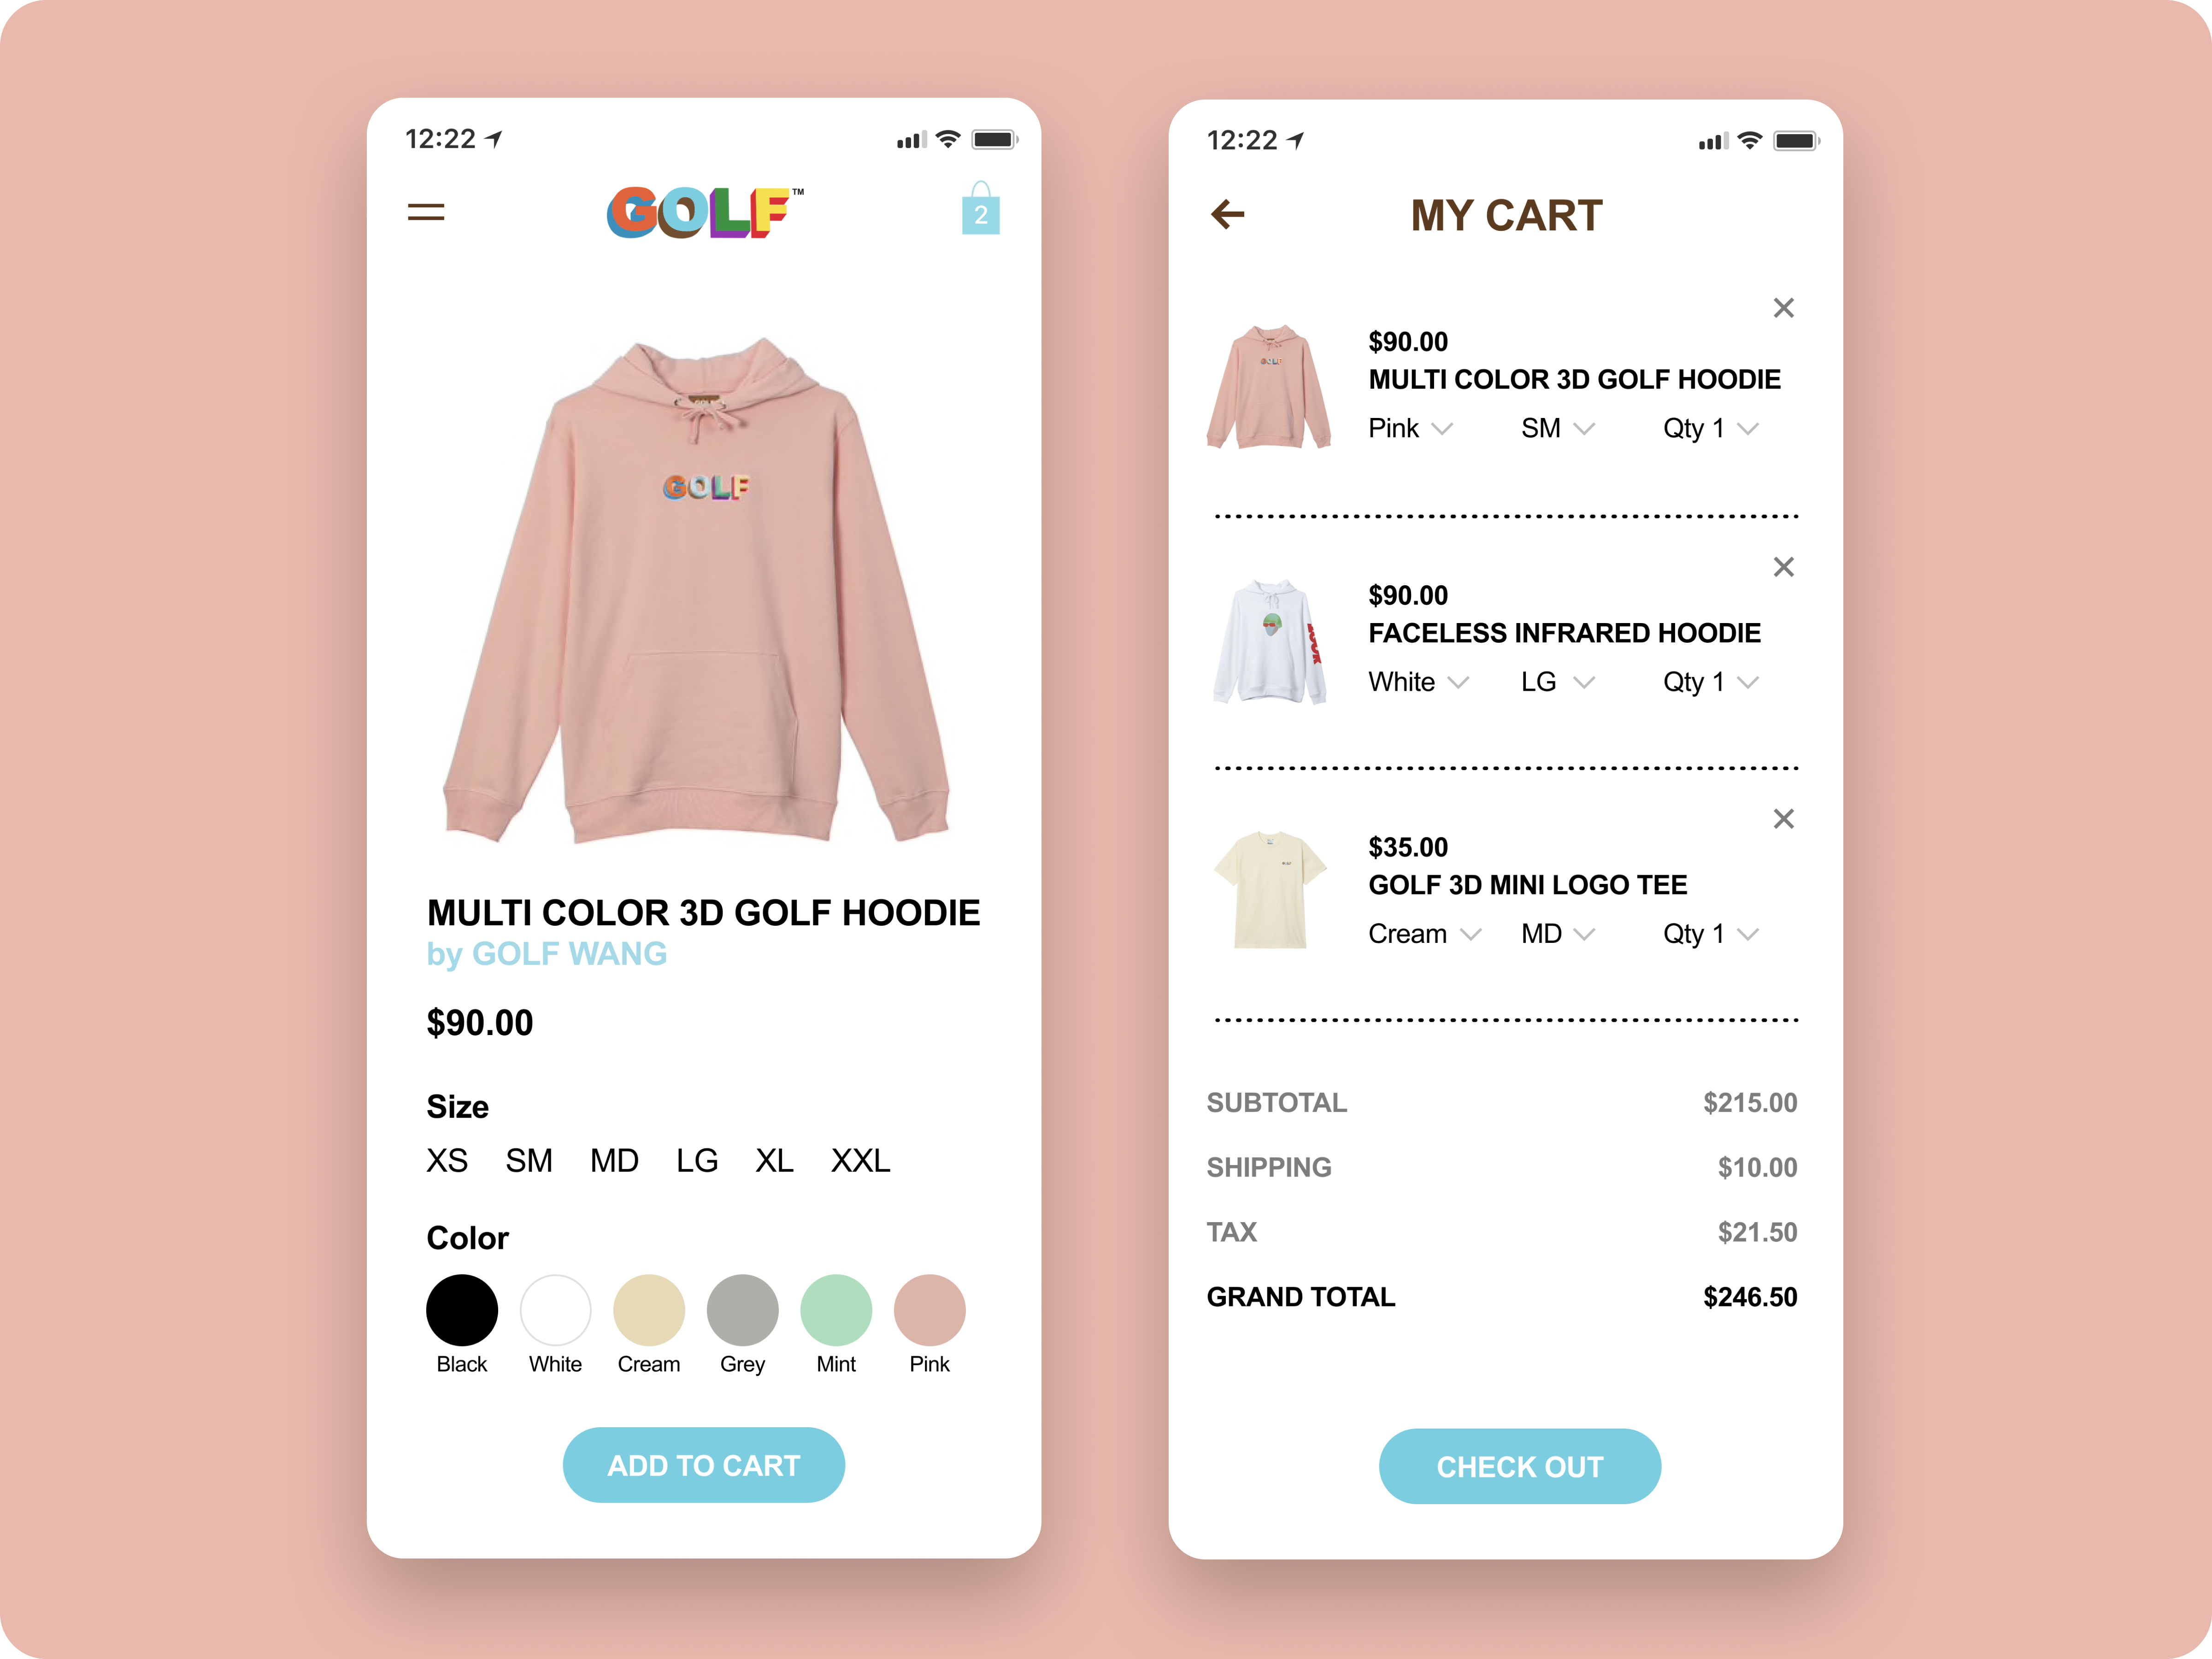 12:22
GOLF™
2
GOLF
MULTI COLOR 3D GOLF HOODIE
by GOLF WANG
$90.00
Size
XS SM MD LG XL XXL
Color
Black White Cream Grey Mint Pink
ADD TO CART
12:22
MY CART
$90.00
MULTI COLOR 3D GOLF HOODIE
GOLF
Pink SM Qty 1
$90.00
FACELESS INFRARED HOODIE
White LG Qty 1
$35.00
GOLF 3D MINI LOGO TEE
Cream MD Qty 1
SUBTOTAL $215.00
SHIPPING $10.00
TAX $21.50
GRAND TOTAL $246.50
CHECK OUT